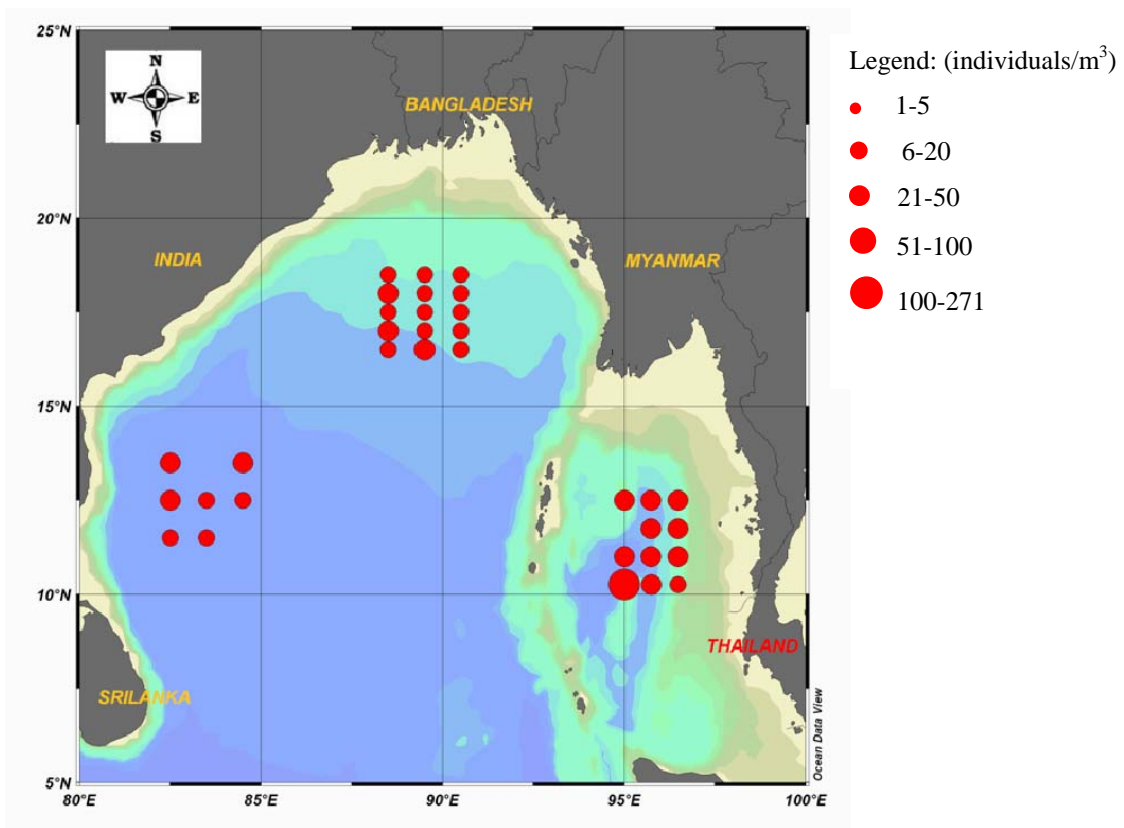 25°N
20°N
15°N
10°N
5°N
80°E
85°E
90°E
95°E
100°E
N
W
E
S
BANGLADESH
INDIA
MYANMAR
THAILAND
SRILANKA
Ocean Data View
Legend: (individuals/m³)
1-5
6-20
21-50
51-100
100-271